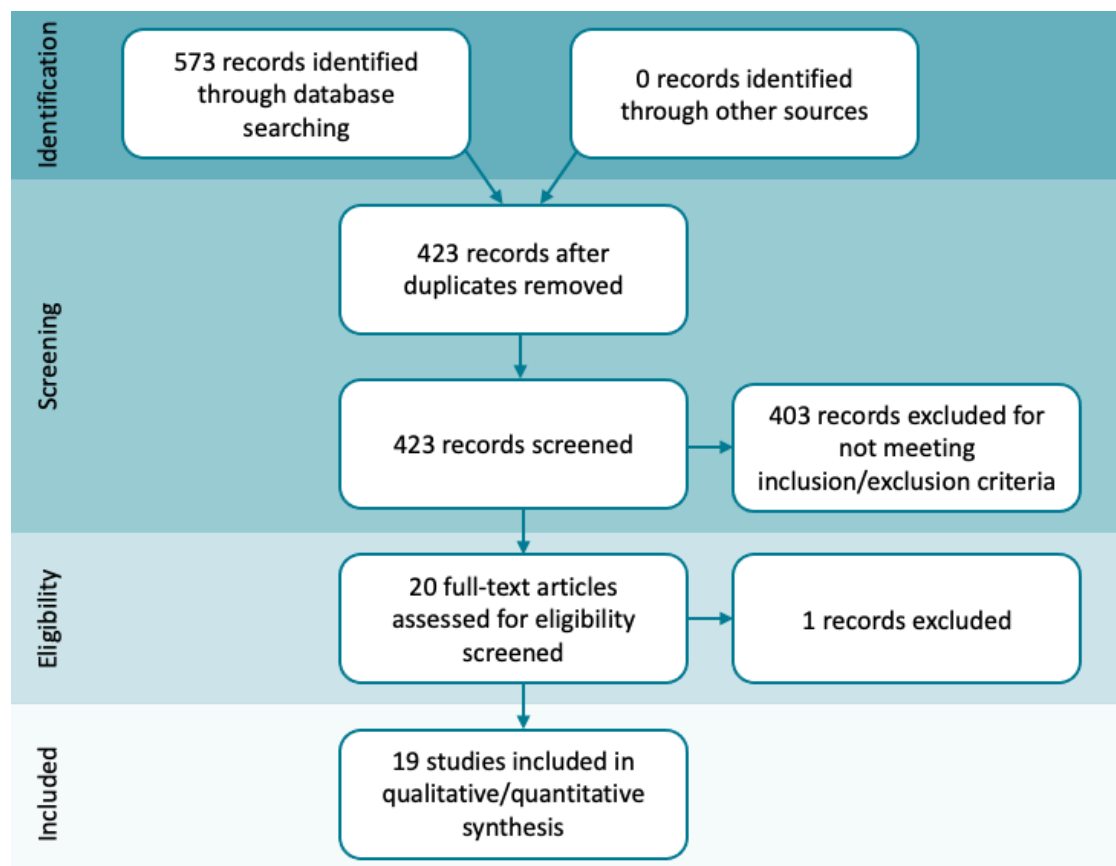 Identification
573 records identified
through database
searching
0 records identified
through other sources
Screening
423 records after
duplicates removed
423 records screened
403 records excluded for
not meeting
inclusion/exclusion criteria
Eligibility
20 full-text articles
assessed for eligibility
screened
1 records excluded
Included
19 studies included in
qualitative/quantitative
synthesis